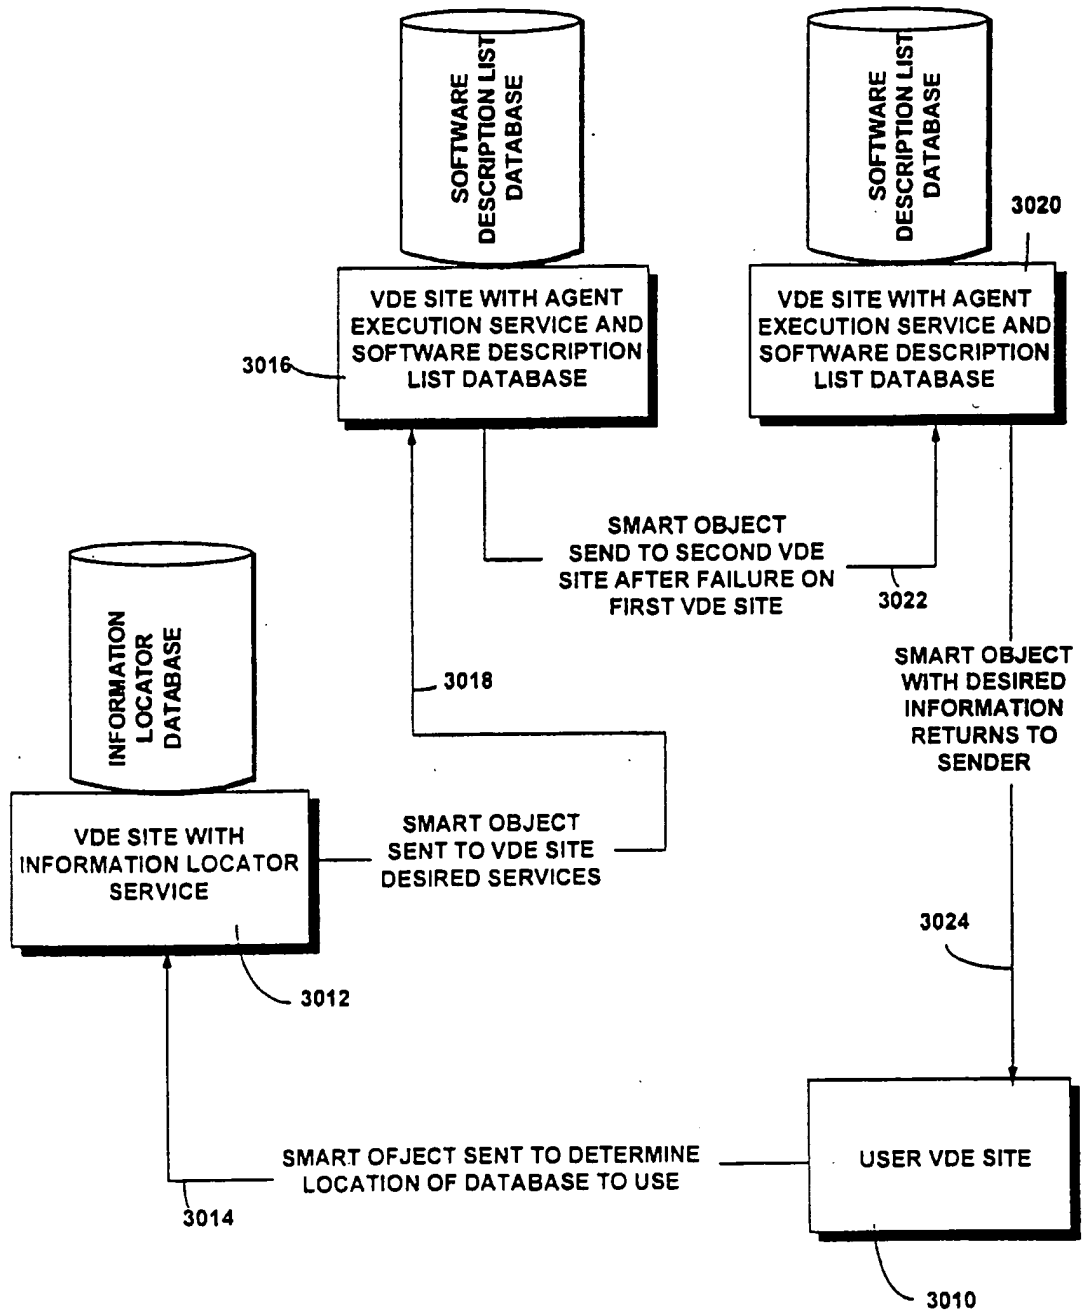 SOFTWARE
DESCRIPTION LIST
DATABASE
SOFTWARE
DESCRIPTION LIST
DATABASE
3020
VDE SITE WITH AGENT
EXECUTION SERVICE AND
SOFTWARE DESCRIPTION
LIST DATABASE
VDE SITE WITH AGENT
EXECUTION SERVICE AND
SOFTWARE DESCRIPTION
LIST DATABASE
3016
SMART OBJECT
SEND TO SECOND VDE
SITE AFTER FAILURE ON
FIRST VDE SITE
3022
INFORMATION
LOCATOR
DATABASE
3018
SMART OBJECT
WITH DESIRED
INFORMATION
RETURNS TO
SENDER
VDE SITE WITH
INFORMATION LOCATOR
SERVICE
SMART OBJECT
SENT TO VDE SITE
DESIRED SERVICES
3024
3012
SMART OFJECT SENT TO DETERMINE
LOCATION OF DATABASE TO USE
USER VDE SITE
3014
3010